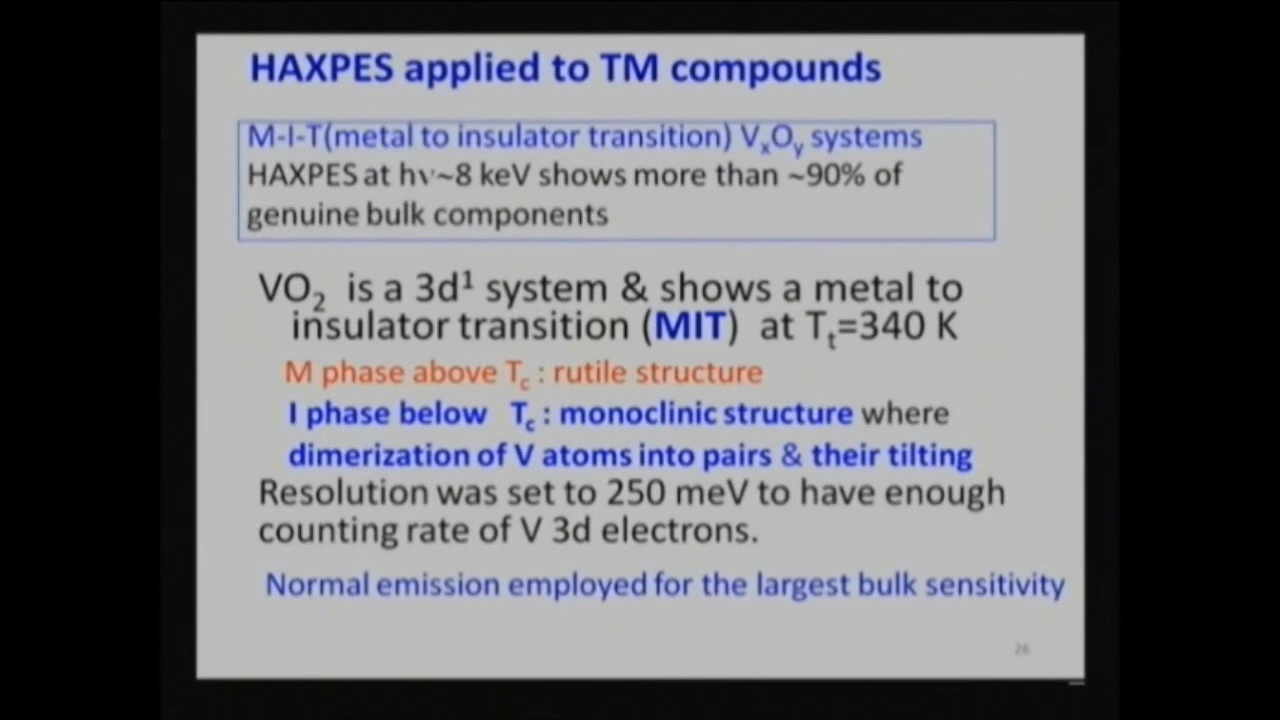 HAXPES applied to TM compounds
M-I-T(metal to insulator transition) VₓOᵧ systems
HAXPES at hν~8 keV shows more than ~90% of
genuine bulk components
VO₂ is a 3d¹ system & shows a metal to
insulator transition (MIT) at Tₜ=340 K
M phase above T꜀ : rutile structure
I phase below T꜀ : monoclinic structure where
dimerization of V atoms into pairs & their tilting
Resolution was set to 250 meV to have enough
counting rate of V 3d electrons.
Normal emission employed for the largest bulk sensitivity
26